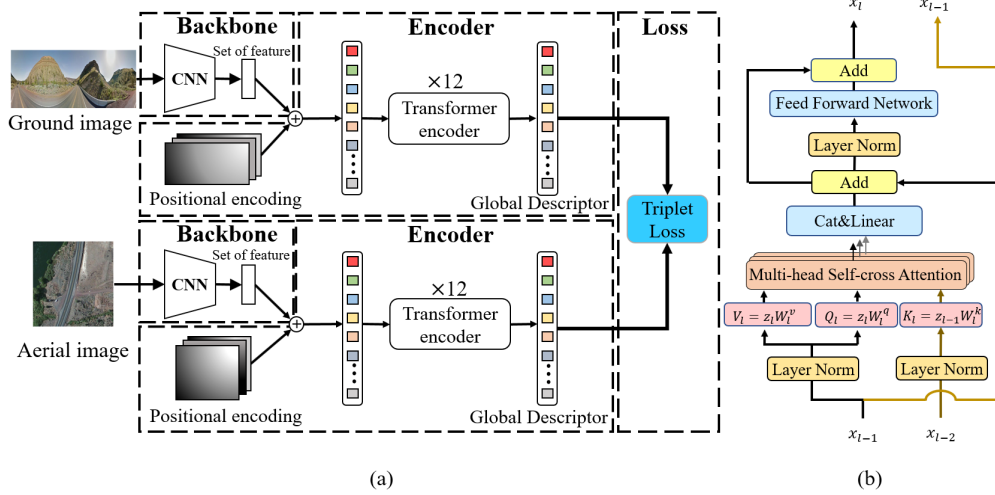 Backbone
Encoder
Loss
Set of feature
CNN
×12
Transformer
encoder
Ground image
Positional encoding
Global Descriptor
Triplet
Loss
Backbone
Encoder
Set of feature
CNN
×12
Transformer
encoder
Aerial image
Positional encoding
Global Descriptor
(a)
x_l
x_{l-1}
Add
Feed Forward Network
Layer Norm
Add
Cat&Linear
Multi-head Self-cross Attention
V_l = z_l W_l^v
Q_l = z_l W_l^q
K_l = z_{l-1} W_l^k
Layer Norm
Layer Norm
x_{l-1}
x_{l-2}
(b)